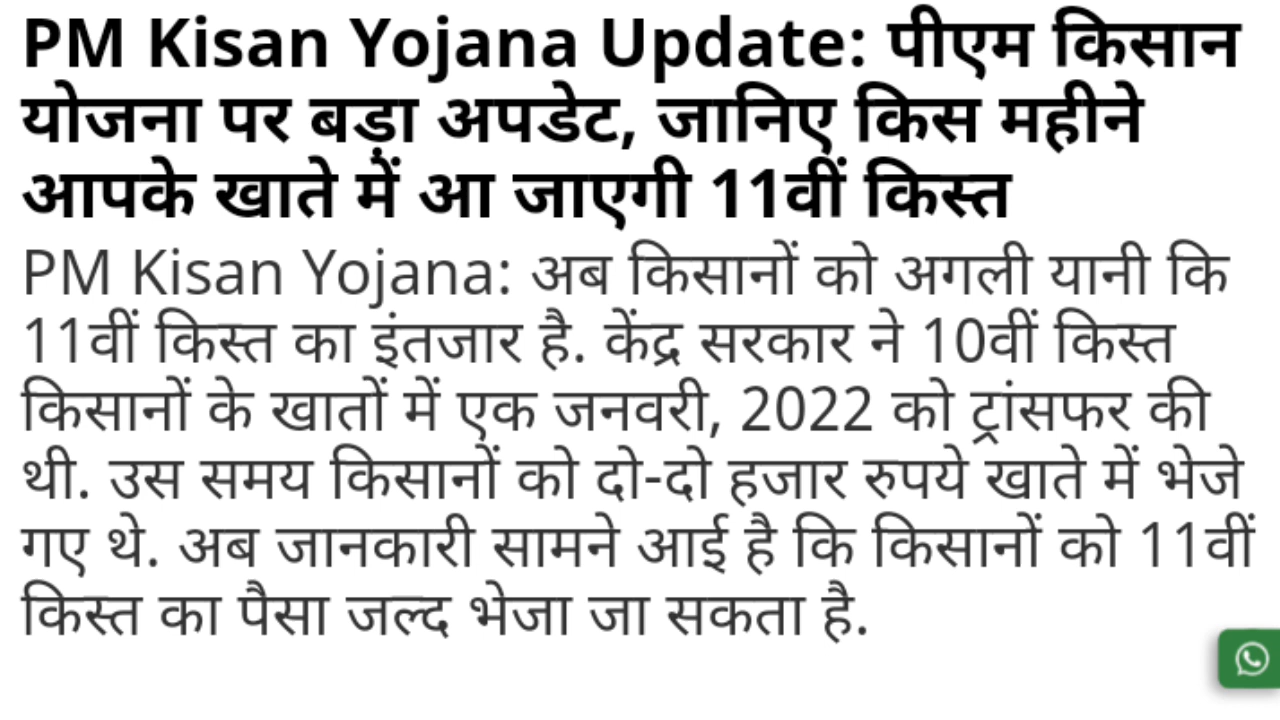 PM Kisan Yojana Update: पीएम किसान
योजना पर बड़ा अपडेट, जानिए किस महीने
आपके खाते में आ जाएगी 11वीं किस्त
PM Kisan Yojana: अब किसानों को अगली यानी कि
11वीं किस्त का इंतजार है. केंद्र सरकार ने 10वीं किस्त
किसानों के खातों में एक जनवरी, 2022 को ट्रांसफर की
थी. उस समय किसानों को दो-दो हजार रुपये खाते में भेजे
गए थे. अब जानकारी सामने आई है कि किसानों को 11वीं
किस्त का पैसा जल्द भेजा जा सकता है.